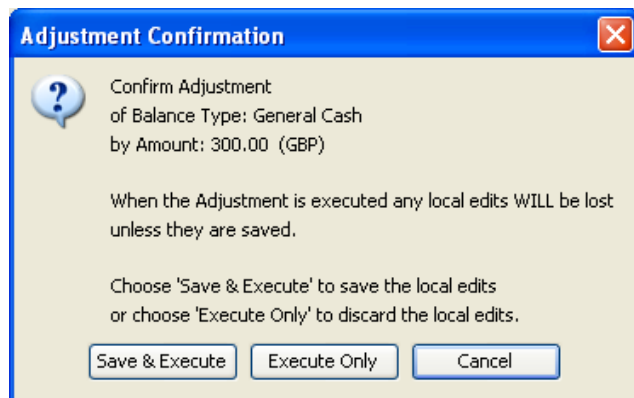 Adjustment Confirmation
Confirm Adjustment
of Balance Type: General Cash
by Amount: 300.00 (GBP)
When the Adjustment is executed any local edits WILL be lost
unless they are saved.
Choose 'Save & Execute' to save the local edits
or choose 'Execute Only' to discard the local edits.
Save & Execute Execute Only Cancel